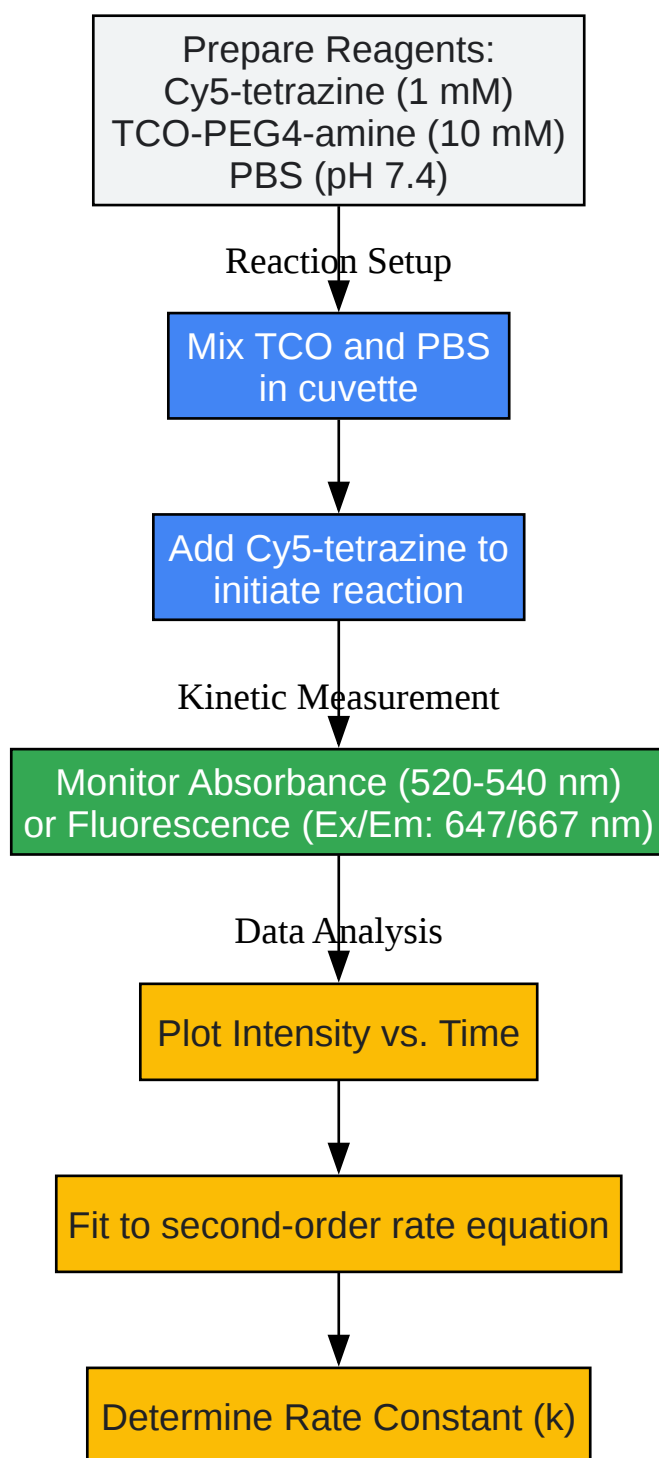 Prepare Reagents:
Cy5-tetrazine (1 mM)
TCO-PEG4-amine (10 mM)
PBS (pH 7.4)
Reaction Setup
Mix TCO and PBS
in cuvette
Add Cy5-tetrazine to
initiate reaction
Kinetic Measurement
Monitor Absorbance (520-540 nm)
or Fluorescence (Ex/Em: 647/667 nm)
Data Analysis
Plot Intensity vs. Time
Fit to second-order rate equation
Determine Rate Constant (k)